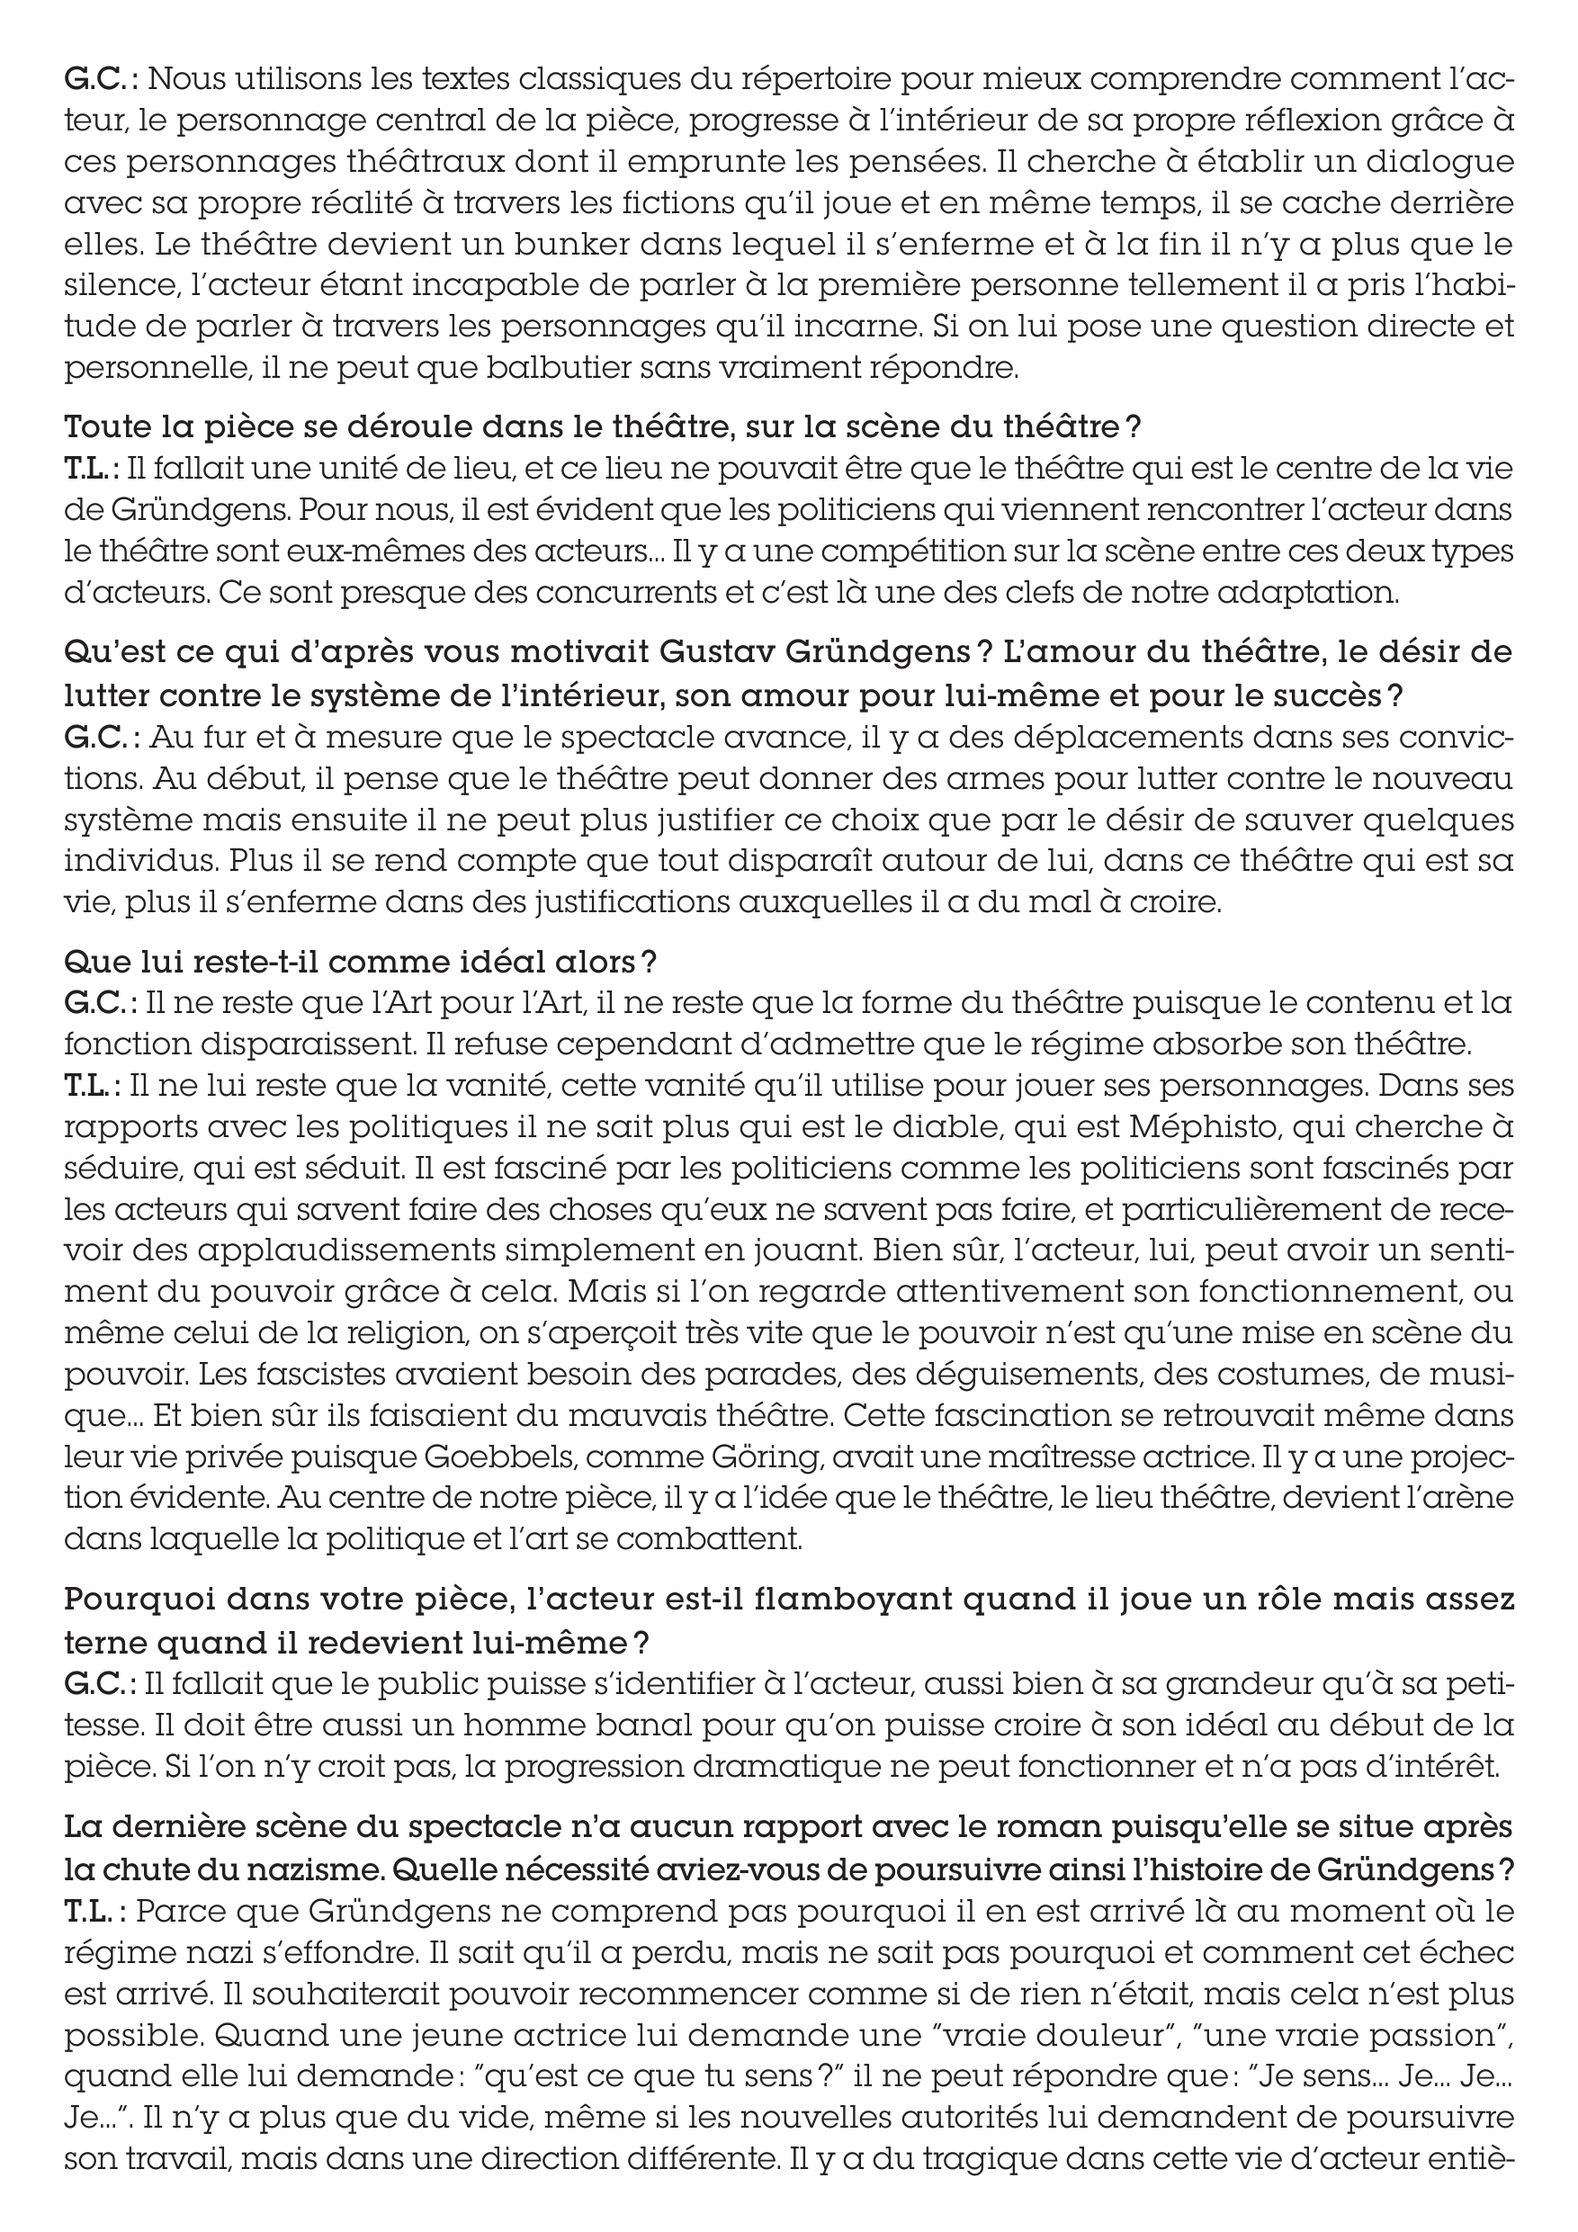 G.C. : Nous utilisons les textes classiques du répertoire pour mieux comprendre comment l’ac-
teur, le personnage central de la pièce, progresse à l’intérieur de sa propre réflexion grâce à
ces personnages théâtraux dont il emprunte les pensées. Il cherche à établir un dialogue
avec sa propre réalité à travers les fictions qu’il joue et en même temps, il se cache derrière
elles. Le théâtre devient un bunker dans lequel il s’enferme et à la fin il n’y a plus que le
silence, l’acteur étant incapable de parler à la première personne tellement il a pris l’habi-
tude de parler à travers les personnages qu’il incarne. Si on lui pose une question directe et
personnelle, il ne peut que balbutier sans vraiment répondre.
Toute la pièce se déroule dans le théâtre, sur la scène du théâtre ?
T.L. : Il fallait une unité de lieu, et ce lieu ne pouvait être que le théâtre qui est le centre de la vie
de Gründgens. Pour nous, il est évident que les politiciens qui viennent rencontrer l’acteur dans
le théâtre sont eux-mêmes des acteurs... Il y a une compétition sur la scène entre ces deux types
d’acteurs. Ce sont presque des concurrents et c’est là une des clefs de notre adaptation.
Qu’est ce qui d’après vous motivait Gustav Gründgens ? L’amour du théâtre, le désir de
lutter contre le système de l’intérieur, son amour pour lui-même et pour le succès ?
G.C. : Au fur et à mesure que le spectacle avance, il y a des déplacements dans ses convic-
tions. Au début, il pense que le théâtre peut donner des armes pour lutter contre le nouveau
système mais ensuite il ne peut plus justifier ce choix que par le désir de sauver quelques
individus. Plus il se rend compte que tout disparaît autour de lui, dans ce théâtre qui est sa
vie, plus il s’enferme dans des justifications auxquelles il a du mal à croire.
Que lui reste-t-il comme idéal alors ?
G.C. : Il ne reste que l’Art pour l’Art, il ne reste que la forme du théâtre puisque le contenu et la
fonction disparaissent. Il refuse cependant d’admettre que le régime absorbe son théâtre.
T.L. : Il ne lui reste que la vanité, cette vanité qu’il utilise pour jouer ses personnages. Dans ses
rapports avec les politiques il ne sait plus qui est le diable, qui est Méphisto, qui cherche à
séduire, qui est séduit. Il est fasciné par les politiciens comme les politiciens sont fascinés par
les acteurs qui savent faire des choses qu’eux ne savent pas faire, et particulièrement de rece-
voir des applaudissements simplement en jouant. Bien sûr, l’acteur, lui, peut avoir un senti-
ment du pouvoir grâce à cela. Mais si l’on regarde attentivement son fonctionnement, ou
même celui de la religion, on s’aperçoit très vite que le pouvoir n’est qu’une mise en scène du
pouvoir. Les fascistes avaient besoin des parades, des déguisements, des costumes, de musi-
que... Et bien sûr ils faisaient du mauvais théâtre. Cette fascination se retrouvait même dans
leur vie privée puisque Goebbels, comme Göring, avait une maîtresse actrice. Il y a une projec-
tion évidente. Au centre de notre pièce, il y a l’idée que le théâtre, le lieu théâtre, devient l’arène
dans laquelle la politique et l’art se combattent.
Pourquoi dans votre pièce, l’acteur est-il flamboyant quand il joue un rôle mais assez
terne quand il redevient lui-même ?
G.C. : Il fallait que le public puisse s’identifier à l’acteur, aussi bien à sa grandeur qu’à sa peti-
tesse. Il doit être aussi un homme banal pour qu’on puisse croire à son idéal au début de la
pièce. Si l’on n’y croit pas, la progression dramatique ne peut fonctionner et n’a pas d’intérêt.
La dernière scène du spectacle n’a aucun rapport avec le roman puisqu’elle se situe après
la chute du nazisme. Quelle nécessité aviez-vous de poursuivre ainsi l’histoire de Gründgens ?
T.L. : Parce que Gründgens ne comprend pas pourquoi il en est arrivé là au moment où le
régime nazi s’effondre. Il sait qu’il a perdu, mais ne sait pas pourquoi et comment cet échec
est arrivé. Il souhaiterait pouvoir recommencer comme si de rien n’était, mais cela n’est plus
possible. Quand une jeune actrice lui demande une "vraie douleur", "une vraie passion",
quand elle lui demande : "qu’est ce que tu sens ?" il ne peut répondre que : "Je sens... Je... Je...
Je...". Il n’y a plus que du vide, même si les nouvelles autorités lui demandent de poursuivre
son travail, mais dans une direction différente. Il y a du tragique dans cette vie d’acteur entiè-